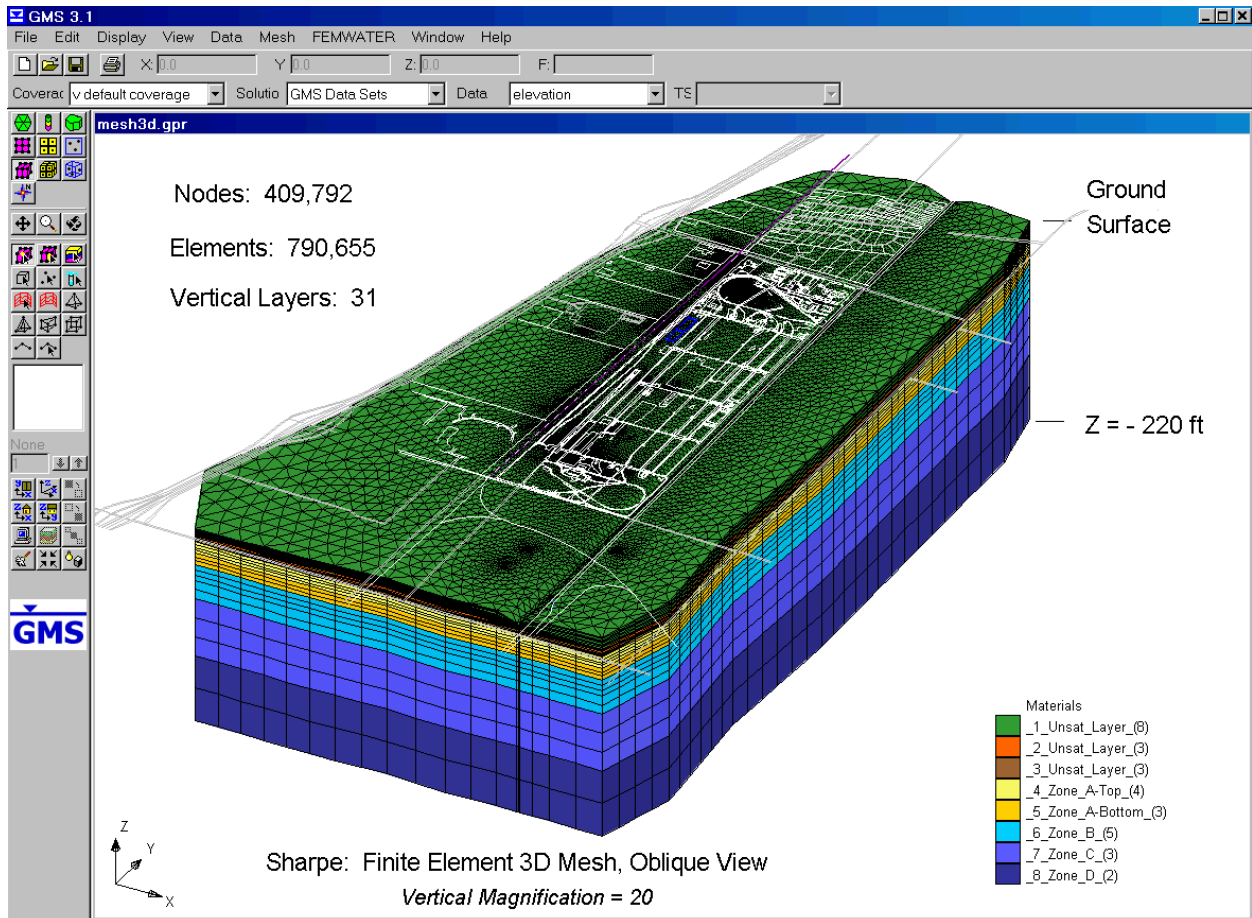 GMS 3.1
File Edit Display View Data Mesh FEMWATER Window Help
X: 0.0 Y 0.0 Z: 0.0 F:
Coverac v default coverage Solutio GMS Data Sets Data elevation TS
mesh3d.gpr
Nodes: 409,792
Elements: 790,655
Vertical Layers: 31
Ground
Surface
Z = - 220 ft
None
1
GMS
Materials
_1_Unsat_Layer_(8)
_2_Unsat_Layer_(3)
_3_Unsat_Layer_(3)
_4_Zone_A-Top_(4)
_5_Zone_A-Bottom_(3)
_6_Zone_B_(5)
_7_Zone_C_(3)
_8_Zone_D_(2)
Z
Y
X
Sharpe: Finite Element 3D Mesh, Oblique View
Vertical Magnification = 20